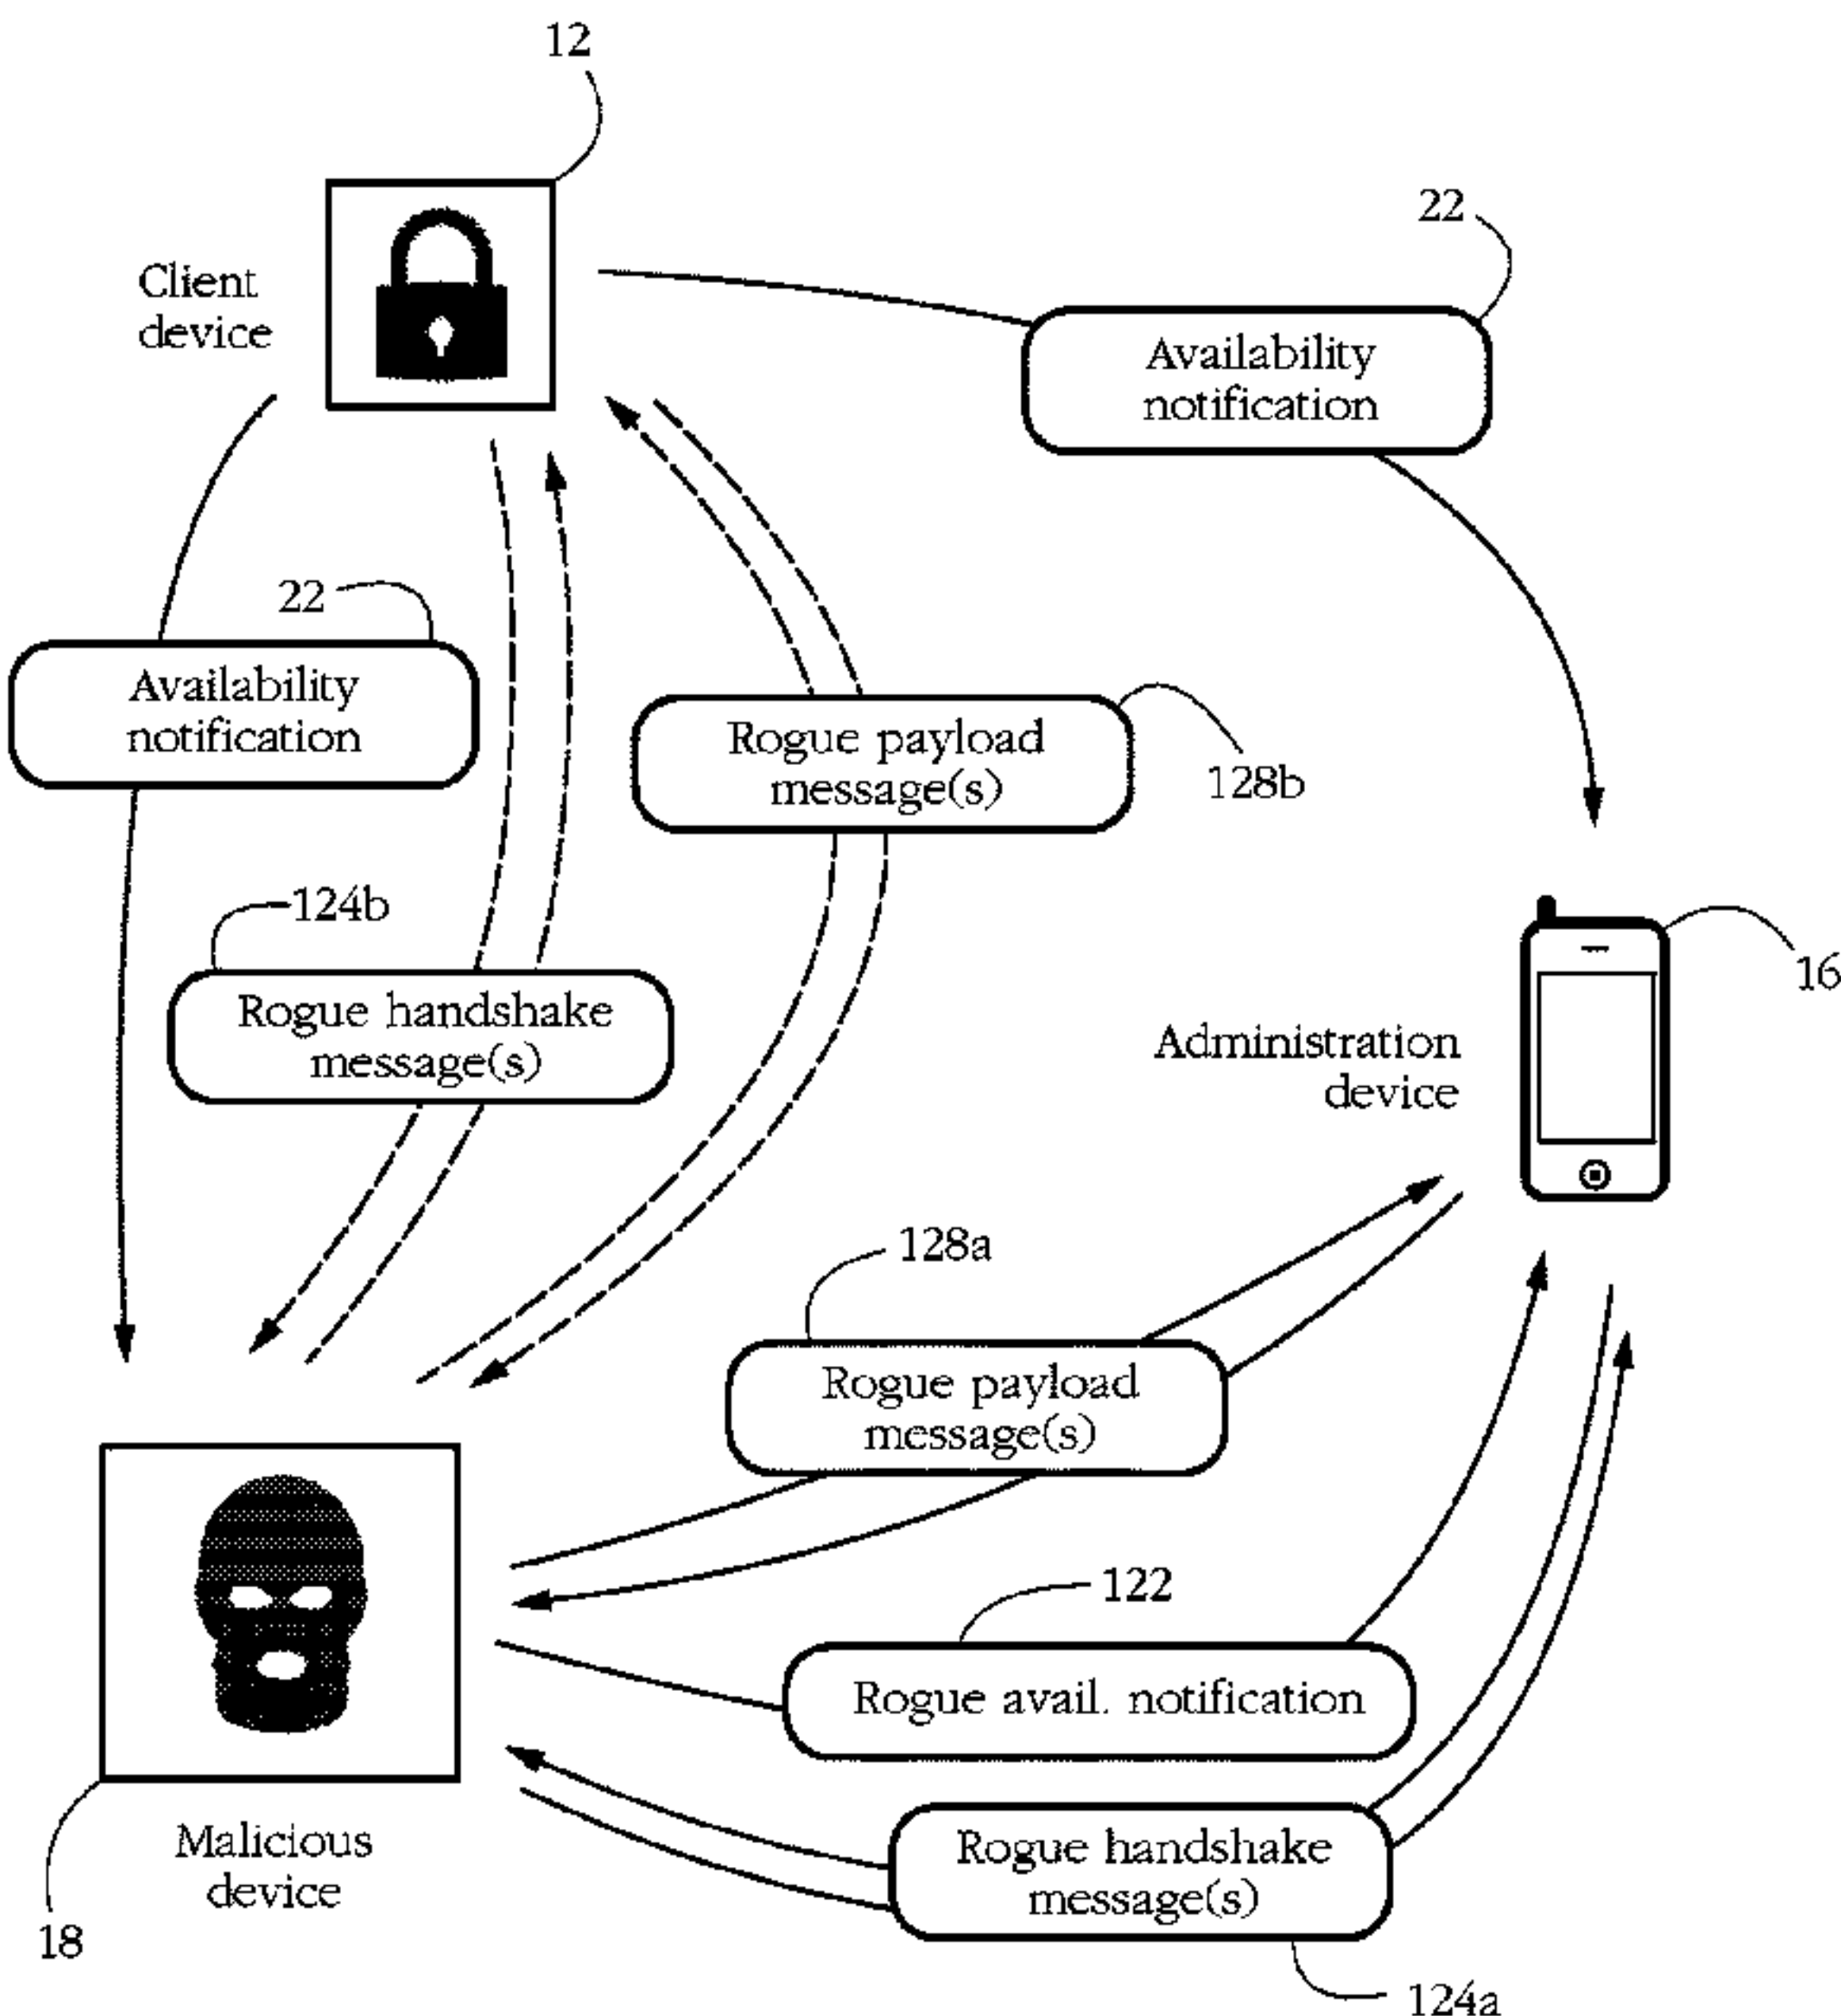 12
22
Client
device
Availability
notification
22
Availability
notification
Rogue payload
message(s)
128b
124b
16
Rogue handshake
message(s)
Administration
device
128a
Rogue payload
message(s)
122
Rogue avail. notification
Malicious
device
Rogue handshake
message(s)
18
124a